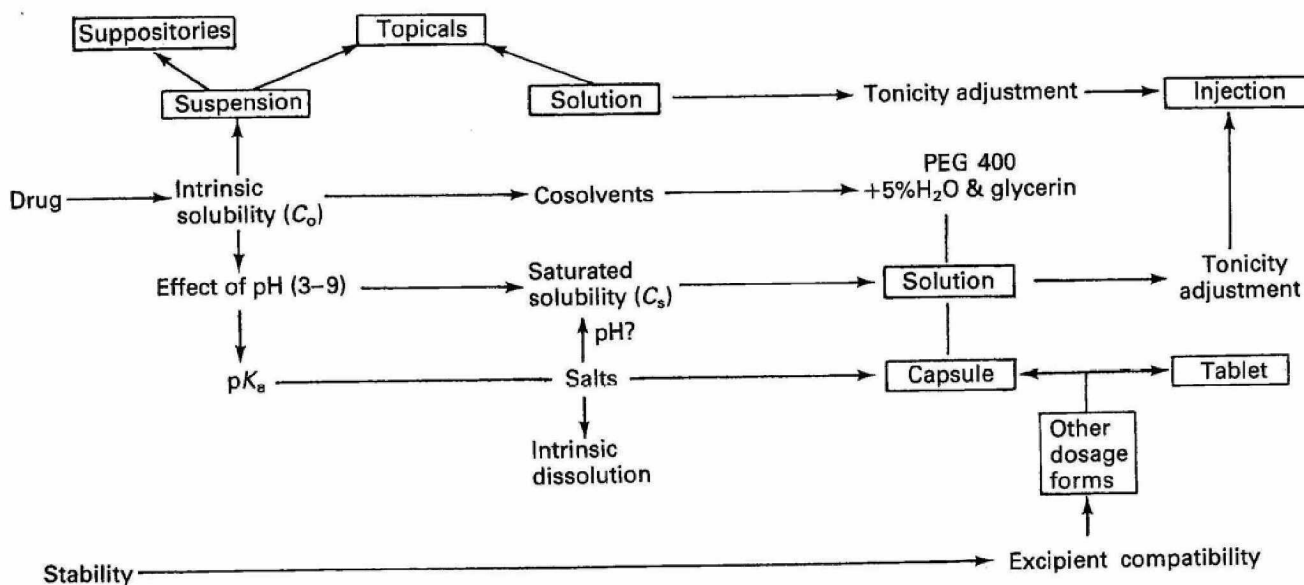 Suppositories
Topicals
Suspension
Solution
Tonicity adjustment
Injection
Drug
Intrinsic
solubility (Cₒ)
Cosolvents
PEG 400
+5%H₂O & glycerin
Effect of pH (3–9)
Saturated
solubility (Cₛ)
Solution
Tonicity
adjustment
pH?
pKₐ
Salts
Capsule
Tablet
Intrinsic
dissolution
Other
dosage
forms
Stability
Excipient compatibility